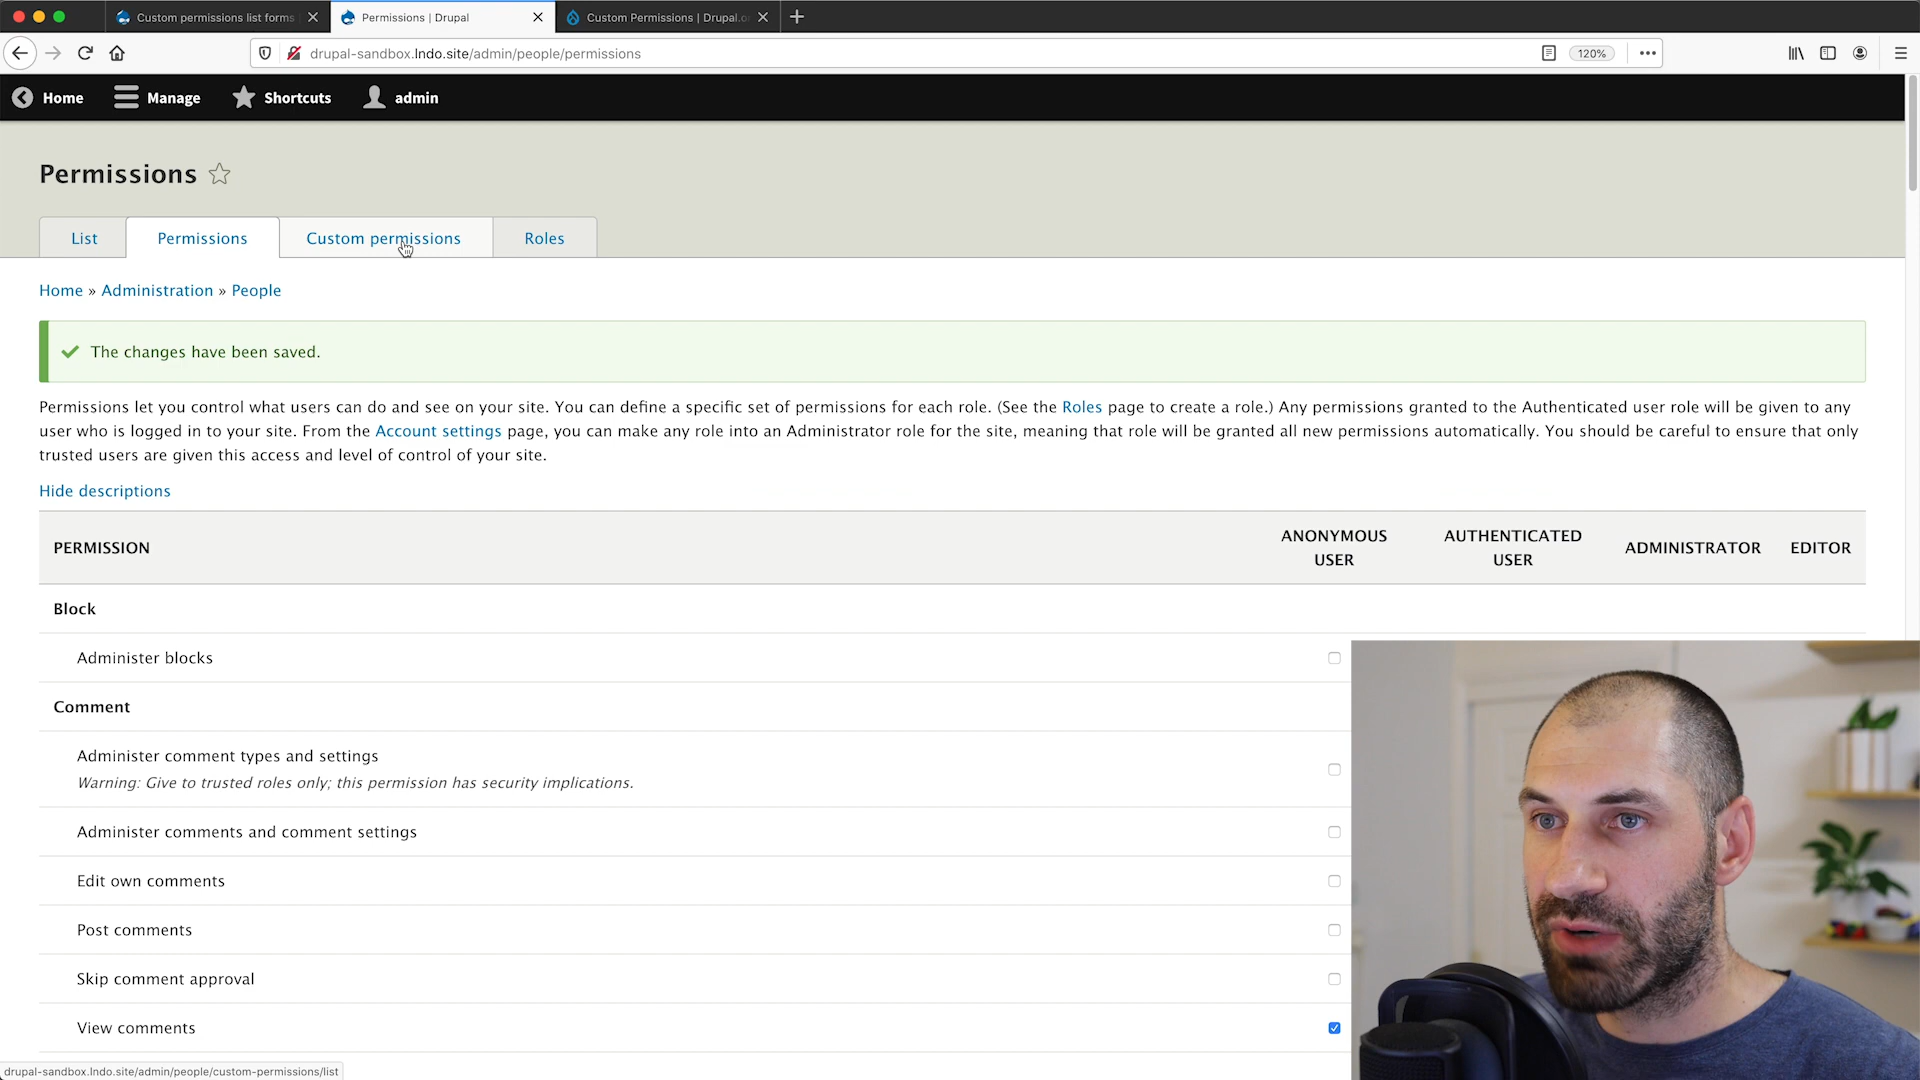 Custom permissions list forms
Permissions | Drupal
Custom Permissions | Drupal.o
drupal-sandbox.lndo.site/admin/people/permissions
120%
Home
Manage
Shortcuts
admin
Permissions
List
Permissions
Custom permissions
Roles
Home » Administration » People
The changes have been saved.
Permissions let you control what users can do and see on your site. You can define a specific set of permissions for each role. (See the Roles page to create a role.) Any permissions granted to the Authenticated user role will be given to any
user who is logged in to your site. From the Account settings page, you can make any role into an Administrator role for the site, meaning that role will be granted all new permissions automatically. You should be careful to ensure that only
trusted users are given this access and level of control of your site.
Hide descriptions
PERMISSION
ANONYMOUS
USER
AUTHENTICATED
USER
ADMINISTRATOR
EDITOR
Block
Administer blocks
Comment
Administer comment types and settings
Warning: Give to trusted roles only; this permission has security implications.
Administer comments and comment settings
Edit own comments
Post comments
Skip comment approval
View comments
drupal-sandbox.lndo.site/admin/people/custom-permissions/list